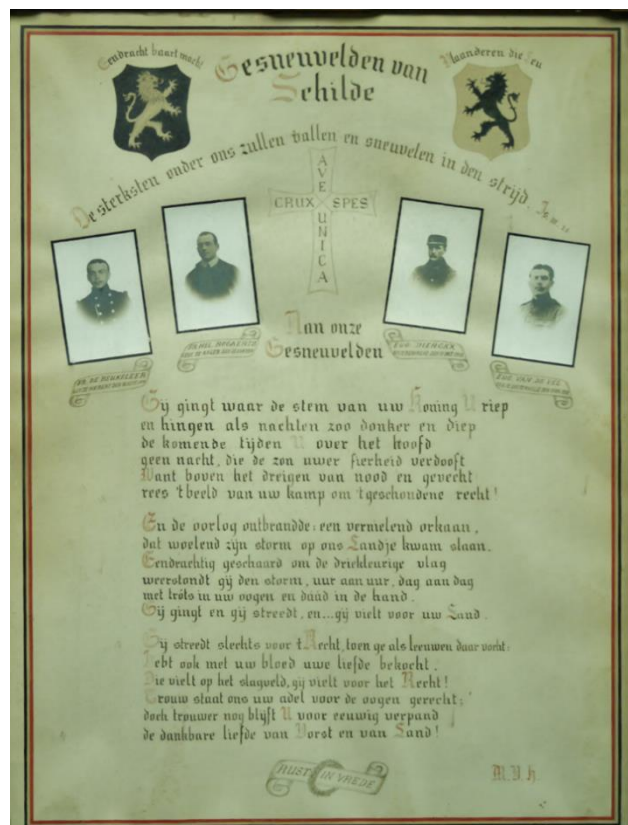 Eendracht baart macht
Gesneuvelden van
Schilde
Vlaanderen die Leu
De sterksten onder ons zullen vallen en sneuvelen in den strijd.
AVE
CRUX SPES
UNICA
Aan onze
Gesneuvelden
Gij gingt waar de stem van uw Koning U riep
en hingen als nachten zoo donker en diep
de komende tijden U over het hoofd
geen nacht, die de zon uwer fierheid verdooft
Want boven het dreigen van nood en gevecht
rees 't beeld van uw kamp om 't geschondene recht!
En de oorlog ontbrandde: een vernielend orkaan,
dat woelend zijn storm op ons Landje kwam slaan.
Eendrachtig geschaard om de driekleurige vlag
weerstondt gij den storm, uur aan uur, dag aan dag
met trots in uw oogen en daad in de hand.
Gij gingt en gij streedt, en...gij vielt voor uw Land.
Gij streedt slechts voor 't Recht, toen ge als leeuwen daar vocht:
Hebt ook met uw bloed uwe liefde bekocht.
Die vielt op het slagveld, gij vielt voor het Recht!
Trouw staat ons uw adel voor de oogen gerecht;
doch trouwer nog blijft U voor eeuwig verpand
de dankbare liefde van Vorst en van Land!
RUST IN VREDE
M.V.h.